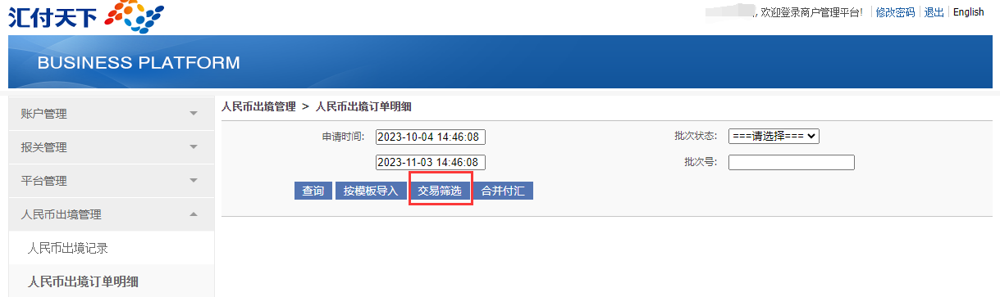 汇付天下
, 欢迎登录商户管理平台! 修改密码 退出 English
BUSINESS PLATFORM
账户管理
报关管理
平台管理
人民币出境管理
人民币出境记录
人民币出境订单明细
人民币出境管理 > 人民币出境订单明细
申请时间: 2023-10-04 14:46:08 批次状态: ===请选择===
2023-11-03 14:46:08 批次号:
查询 按模板导入 交易筛选 合并付汇